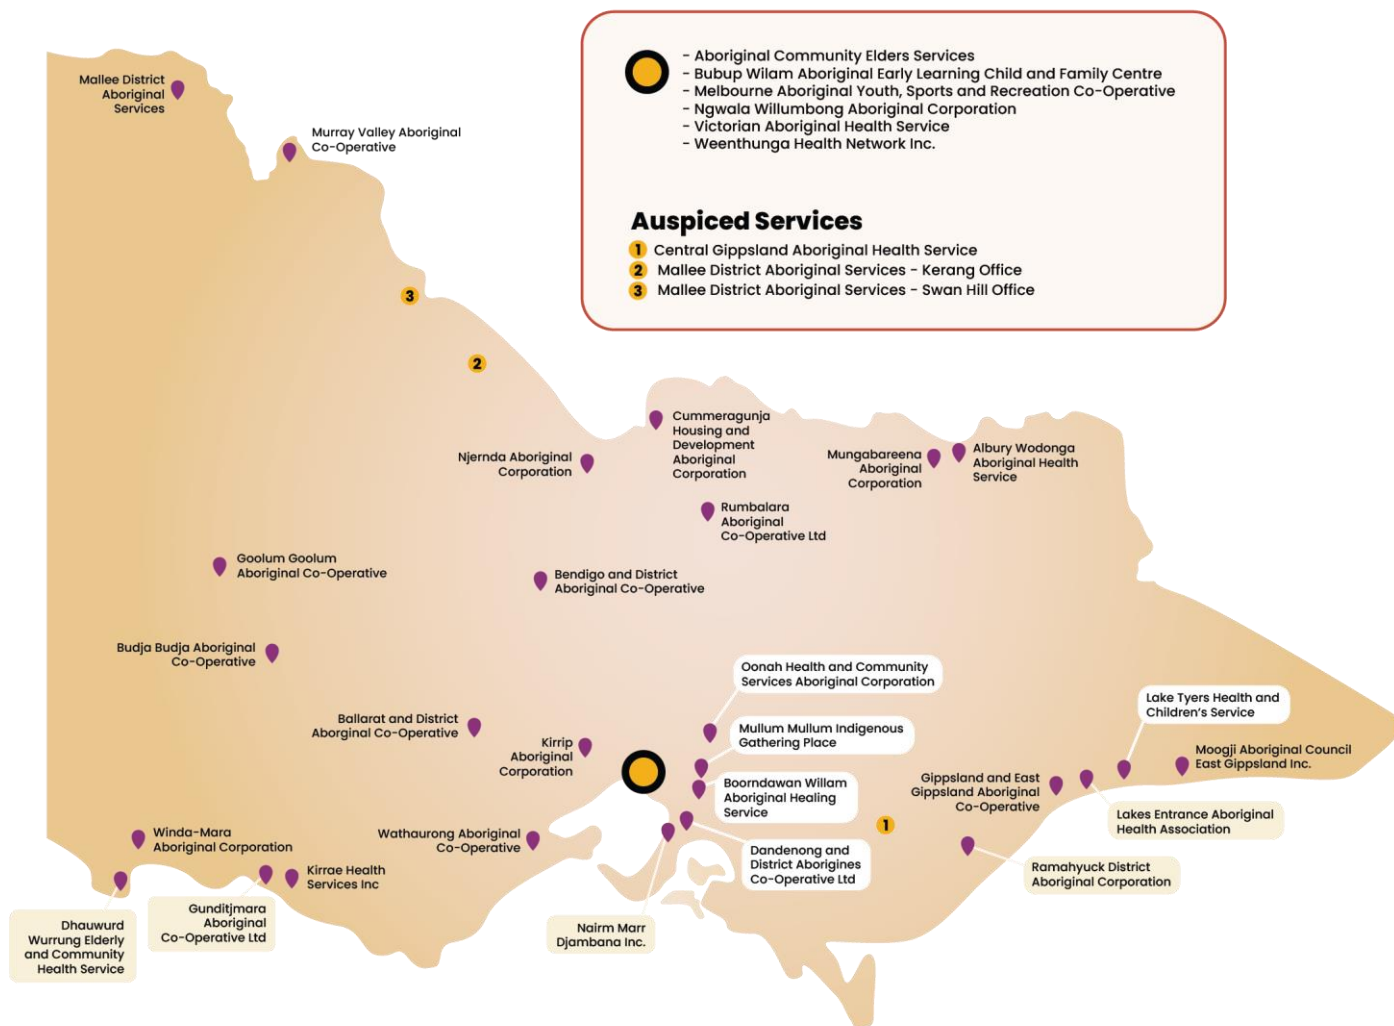 - Aboriginal Community Elders Services
- Bubup Wilam Aboriginal Early Learning Child and Family Centre
- Melbourne Aboriginal Youth, Sports and Recreation Co-Operative
- Ngwala Willumbong Aboriginal Corporation
- Victorian Aboriginal Health Service
- Weenthunga Health Network Inc.
Auspiced Services
1 Central Gippsland Aboriginal Health Service
2 Mallee District Aboriginal Services - Kerang Office
3 Mallee District Aboriginal Services - Swan Hill Office
Mallee District
Aboriginal
Services
Murray Valley Aboriginal
Co-Operative
3
2
Cummeragunja
Housing and
Development
Aboriginal
Corporation
Njernda Aboriginal
Corporation
Mungabareena
Aboriginal
Corporation
Albury Wodonga
Aboriginal Health
Service
Rumbalara
Aboriginal
Co-Operative Ltd
Goolum Goolum
Aboriginal Co-Operative
Bendigo and District
Aboriginal Co-Operative
Budja Budja Aboriginal
Co-Operative
Oonah Health and Community
Services Aboriginal Corporation
Lake Tyers Health and
Children's Service
Ballarat and District
Aborginal Co-Operative
Mullum Mullum Indigenous
Gathering Place
Kirrip
Aboriginal
Corporation
Moogji Aboriginal Council
East Gippsland Inc.
Boorndawan Willam
Aboriginal Healing
Service
Gippsland and East
Gippsland Aboriginal
Co-Operative
Lakes Entrance Aboriginal
Health Association
1
Winda-Mara
Aboriginal Corporation
Wathaurong Aboriginal
Co-Operative
Dandenong and
District Aborigines
Co-Operative Ltd
Ramahyuck District
Aboriginal Corporation
Kirrae Health
Services Inc
Gunditjmara
Aboriginal
Co-Operative Ltd
Dhauwurd
Wurrung Elderly
and Community
Health Service
Nairm Marr
Djambana Inc.